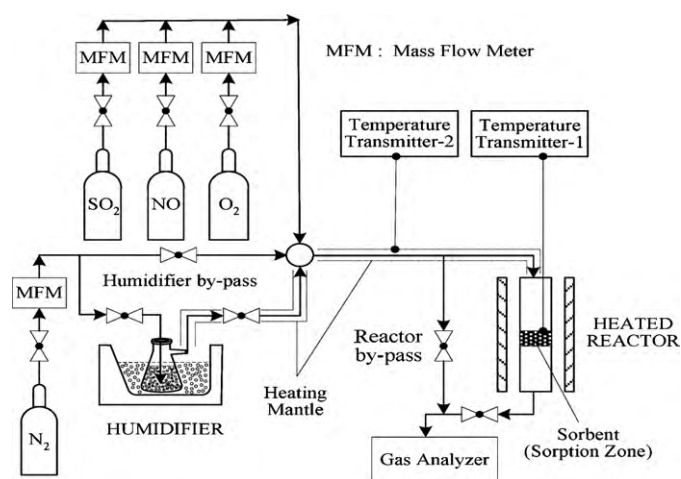 MFM MFM MFM
MFM : Mass Flow Meter
Temperature
Transmitter-2
Temperature
Transmitter-1
SO₂ NO O₂
Humidifier by-pass
MFM
HEATED
REACTOR
Reactor
by-pass
Heating
Mantle
HUMIDIFIER
N₂
Sorbent
(Sorption Zone)
Gas Analyzer